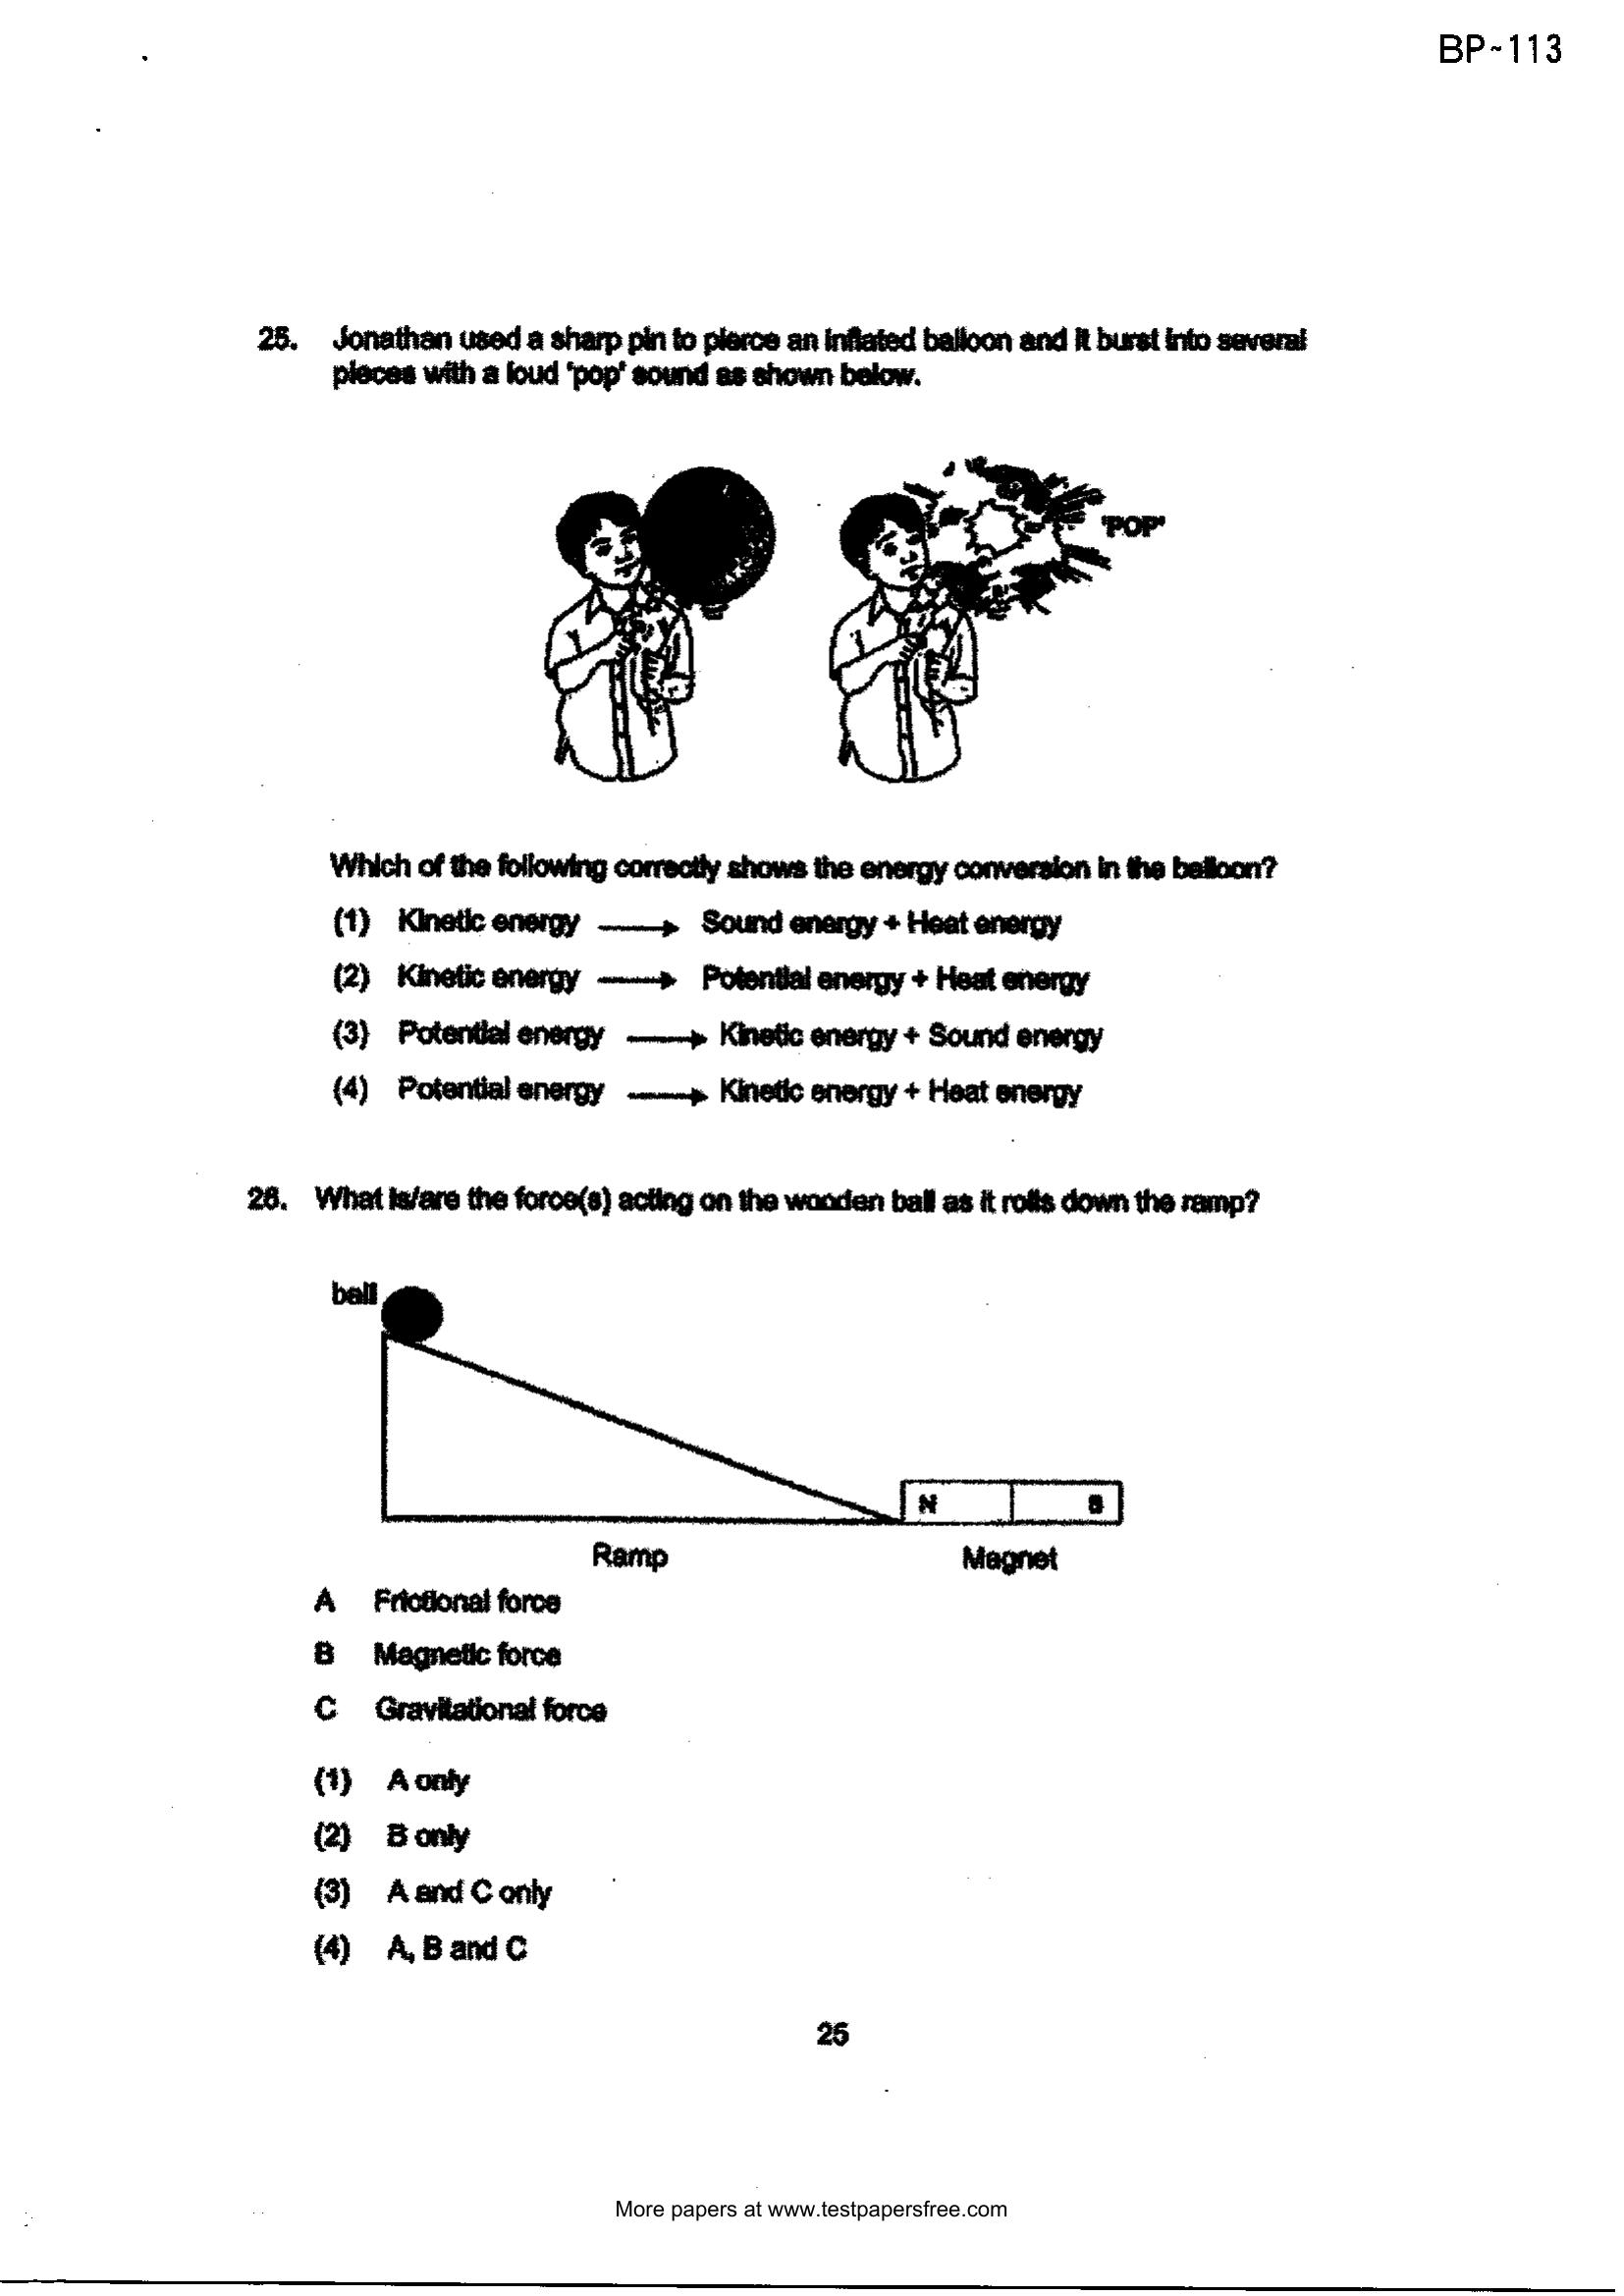 BP~113
25. Jonathan used a sharp pin to pierce an inflated balloon and it burst into several
pieces with a loud 'pop' sound as shown below.
'POP'
Which of the following correctly shows the energy conversion in the balloon?
(1) Kinetic energy → Sound energy + Heat energy
(2) Kinetic energy → Potential energy + Heat energy
(3) Potential energy → Kinetic energy + Sound energy
(4) Potential energy → Kinetic energy + Heat energy
26. What is/are the force(s) acting on the wooden ball as it rolls down the ramp?
ball
N S
Ramp Magnet
A Frictional force
B Magnetic force
C Gravitational force
(1) A only
(2) B only
(3) A and C only
(4) A, B and C
25
More papers at www.testpapersfree.com